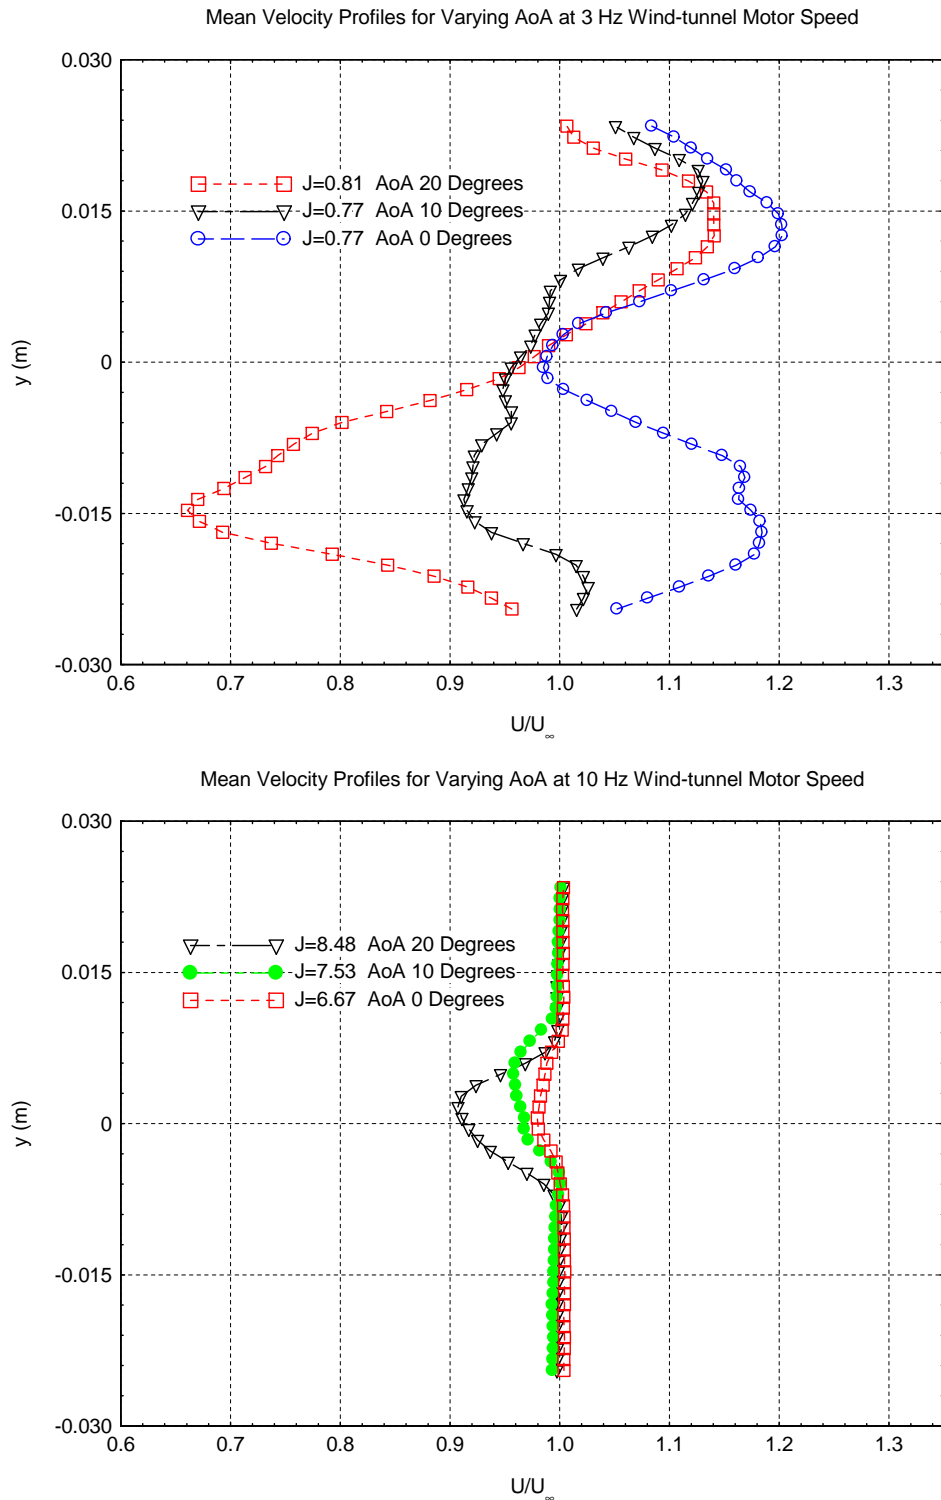 Mean Velocity Profiles for Varying AoA at 3 Hz Wind-tunnel Motor Speed
0.030
J=0.81 AoA 20 Degrees
0.015
J=0.77 AoA 10 Degrees
J=0.77 AoA 0 Degrees
0
y (m)
-0.015
-0.030
0.6 0.7 0.8 0.9 1.0 1.1 1.2 1.3
U/U∞
Mean Velocity Profiles for Varying AoA at 10 Hz Wind-tunnel Motor Speed
0.030
J=8.48 AoA 20 Degrees
0.015
J=7.53 AoA 10 Degrees
J=6.67 AoA 0 Degrees
0
y (m)
-0.015
-0.030
0.6 0.7 0.8 0.9 1.0 1.1 1.2 1.3
U/U∞